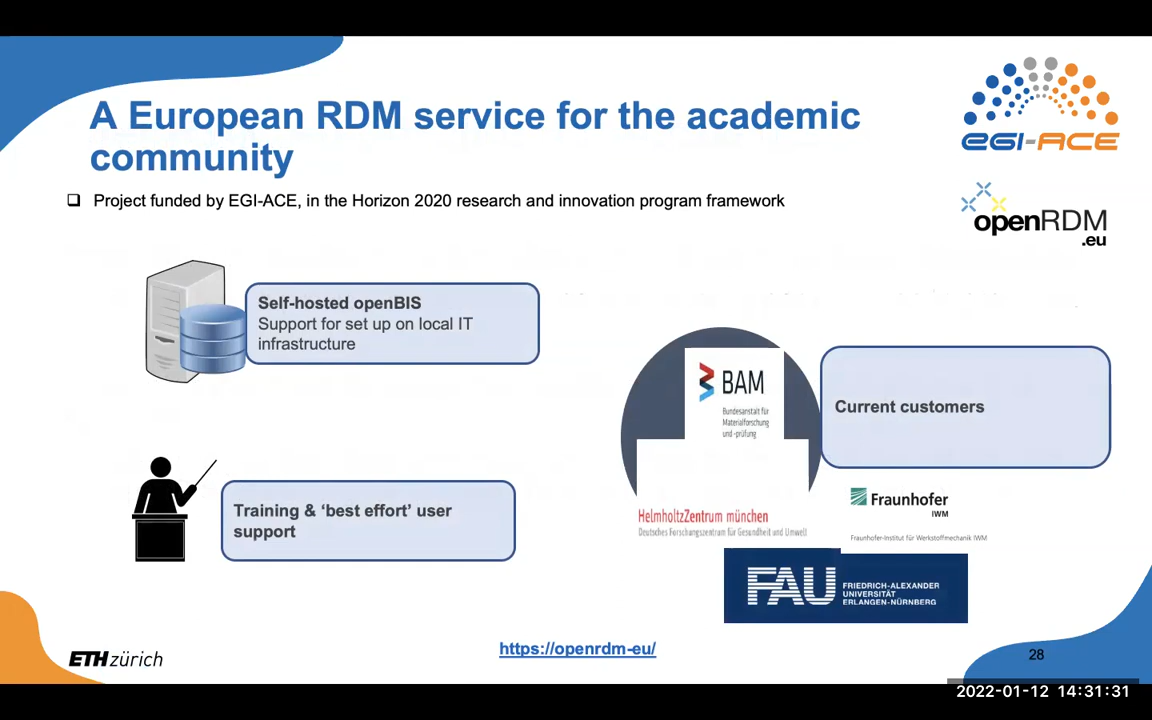 A European RDM service for the academic
community
EGI-ACE
❑ Project funded by EGI-ACE, in the Horizon 2020 research and innovation program framework
openRDM
.eu
Self-hosted openBIS
Support for set up on local IT
infrastructure
BAM
Bundesanstalt für
Materialforschung
und -prüfung
Current customers
Training & ‘best effort’ user
support
HelmholtzZentrum münchen
Deutsches Forschungszentrum für Gesundheit und Umwelt
Fraunhofer
IWM
Fraunhofer-Institut für Werkstoffmechanik IWM
FAU
FRIEDRICH-ALEXANDER
UNIVERSITÄT
ERLANGEN-NÜRNBERG
ETH zürich
https://openrdm-eu/
28
2022-01-12 14:31:31